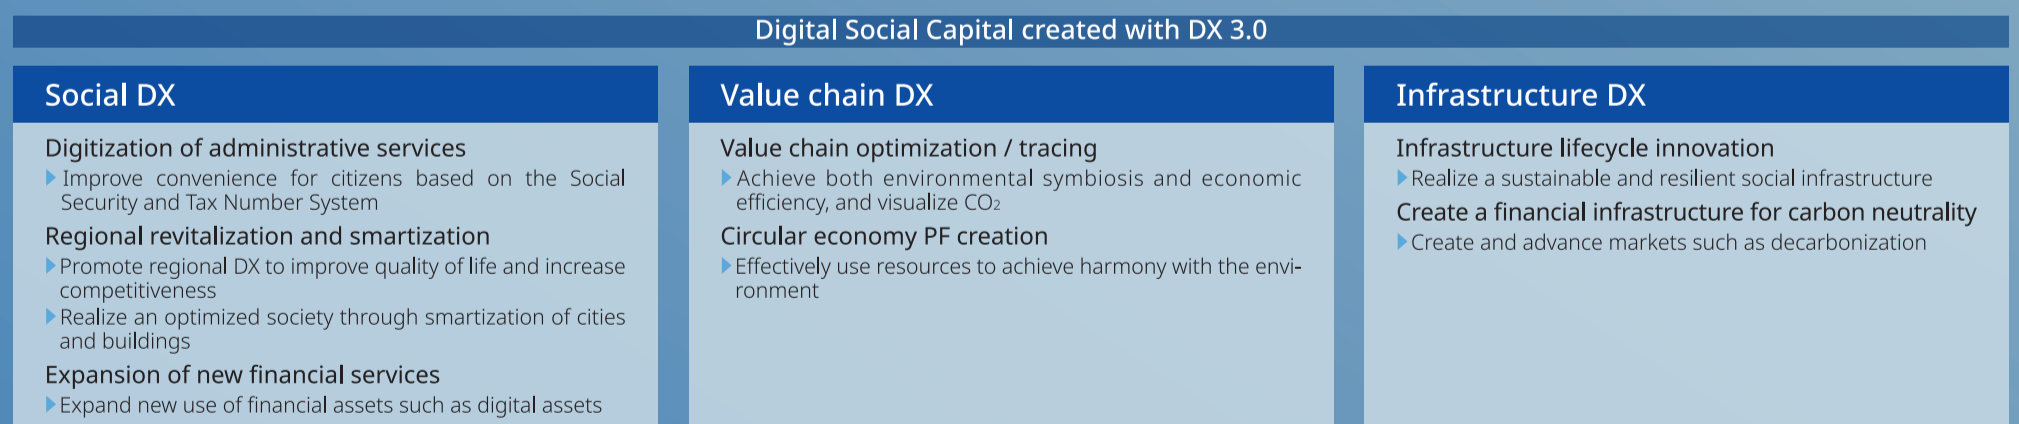 Digital Social Capital created with DX 3.0
Social DX
Digitization of administrative services
Improve convenience for citizens based on the Social
Security and Tax Number System
Regional revitalization and smartization
Promote regional DX to improve quality of life and increase
competitiveness
Realize an optimized society through smartization of cities
and buildings
Expansion of new financial services
Expand new use of financial assets such as digital assets
Value chain DX
Value chain optimization / tracing
Achieve both environmental symbiosis and economic
efficiency, and visualize CO₂
Circular economy PF creation
Effectively use resources to achieve harmony with the envi-
ronment
Infrastructure DX
Infrastructure lifecycle innovation
Realize a sustainable and resilient social infrastructure
Create a financial infrastructure for carbon neutrality
Create and advance markets such as decarbonization